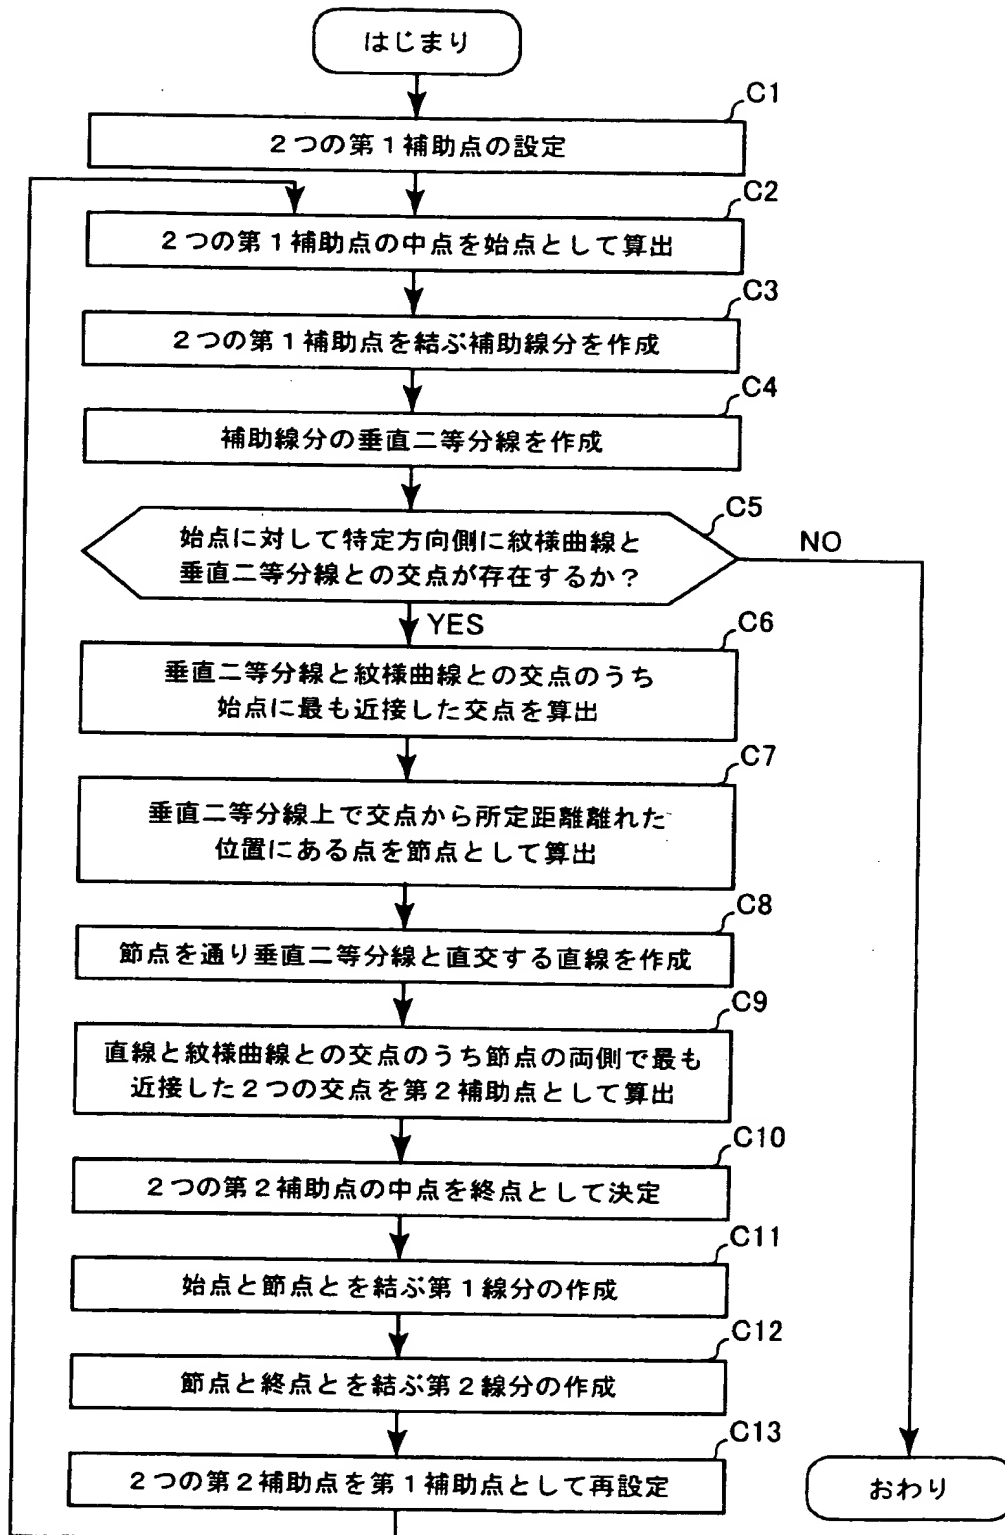 はじまり
C1
2つの第1補助点の設定
C2
2つの第1補助点の中点を始点として算出
C3
2つの第1補助点を結ぶ補助線分を作成
C4
補助線分の垂直二等分線を作成
C5
始点に対して特定方向側に紋様曲線と
垂直二等分線との交点が存在するか？
NO
YES
C6
垂直二等分線と紋様曲線との交点のうち
始点に最も近接した交点を算出
C7
垂直二等分線上で交点から所定距離離れた
位置にある点を節点として算出
C8
節点を通り垂直二等分線と直交する直線を作成
C9
直線と紋様曲線との交点のうち節点の両側で最も
近接した2つの交点を第2補助点として算出
C10
2つの第2補助点の中点を終点として決定
C11
始点と節点とを結ぶ第1線分の作成
C12
節点と終点とを結ぶ第2線分の作成
C13
2つの第2補助点を第1補助点として再設定
おわり